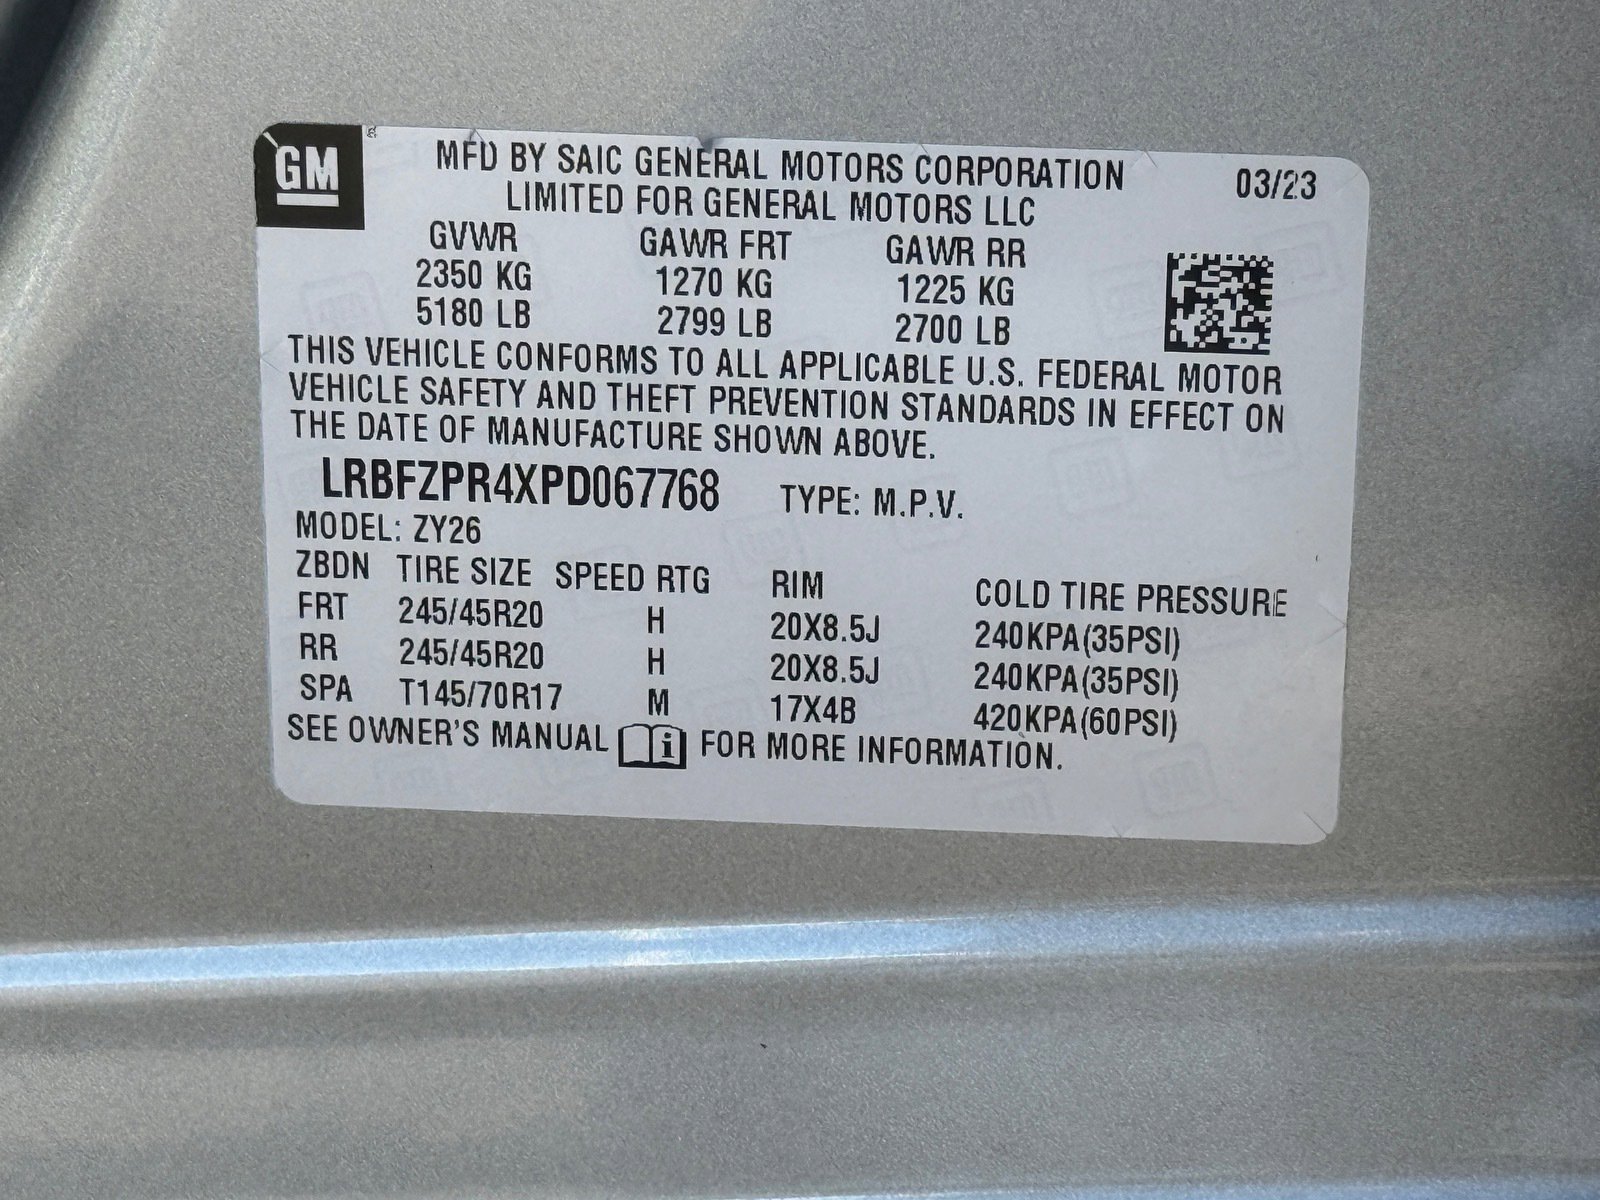 GM
MFD BY SAIC GENERAL MOTORS CORPORATION
LIMITED FOR GENERAL MOTORS LLC
03/23
GVWR GAWR FRT GAWR RR
2350 KG 1270 KG 1225 KG
5180 LB 2799 LB 2700 LB
THIS VEHICLE CONFORMS TO ALL APPLICABLE U.S. FEDERAL MOTOR
VEHICLE SAFETY AND THEFT PREVENTION STANDARDS IN EFFECT ON
THE DATE OF MANUFACTURE SHOWN ABOVE.
LRBFZPR4XPD067768 TYPE: M.P.V.
MODEL: ZY26
ZBDN TIRE SIZE SPEED RTG RIM COLD TIRE PRESSURE
FRT 245/45R20 H 20X8.5J 240KPA(35PSI)
RR 245/45R20 H 20X8.5J 240KPA(35PSI)
SPA T145/70R17 M 17X4B 420KPA(60PSI)
SEE OWNER'S MANUAL i FOR MORE INFORMATION.